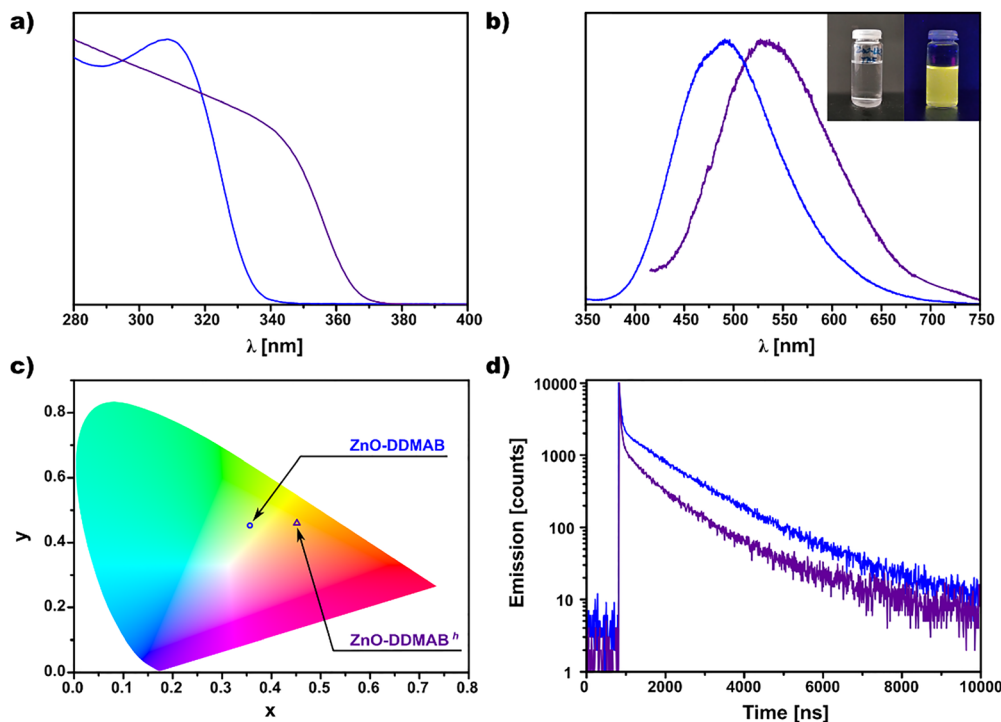 a)
280 300 320 340 360 380 400
λ [nm]
b)
350 400 450 500 550 600 650 700 750
λ [nm]
c)
0.8
0.6
0.4
0.2
0.0
y
0.0 0.1 0.2 0.3 0.4 0.5 0.6 0.7 0.8
x
ZnO-DDMAB
ZnO-DDMAB h
d)
10000
1000
100
10
1
Emission [counts]
0 2000 4000 6000 8000 10000
Time [ns]